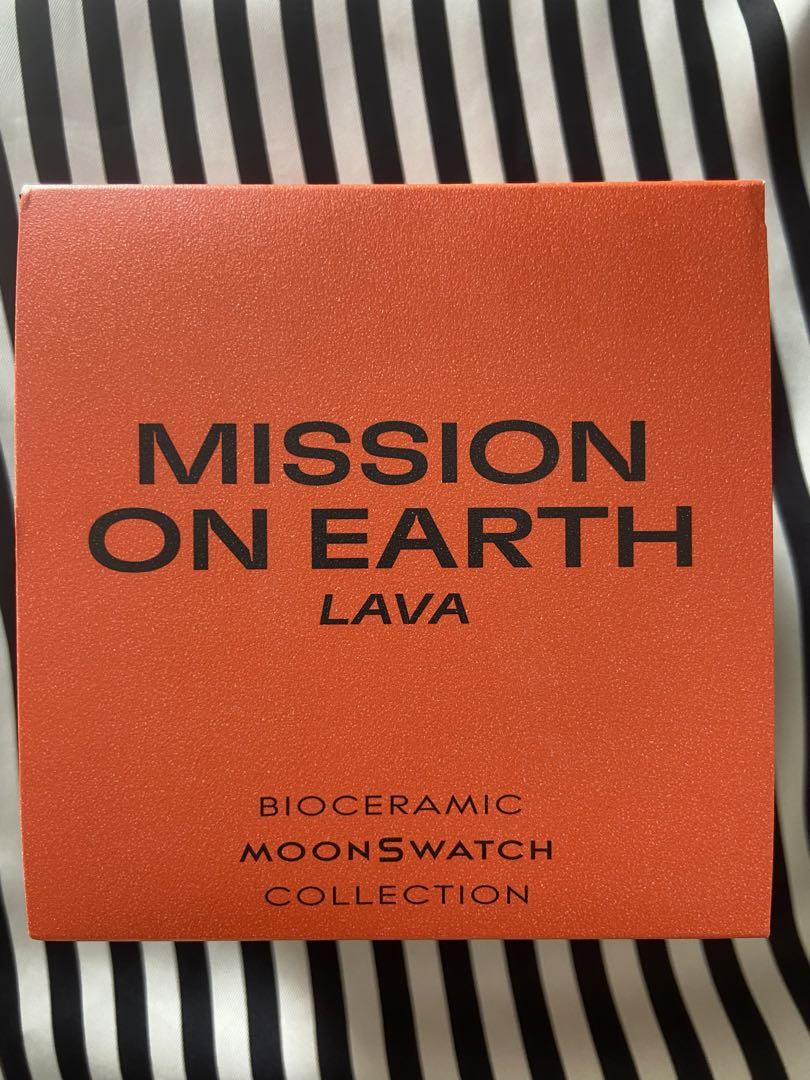 MISSION
ON EARTH
LAVA
BIOCERAMIC
MOONSWATCH
COLLECTION